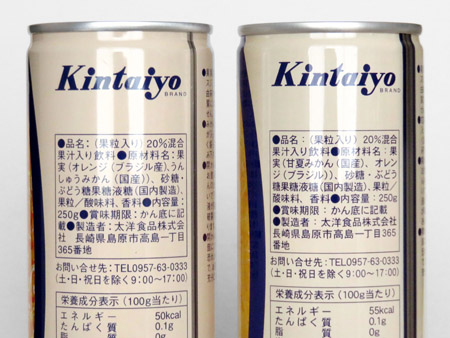 Kintaiyo
BRAND
●品名：(果粒入り) 20%混合
果汁入り飲料●原材料名：果
実(オレンジ(ブラジル産)､うん
しゅうみかん(国産))、砂糖・
ぶどう糖果糖液糖(国内製造)､
果粒／酸味料、香料●内容量：
250g●賞味期限：かん底に記
載●製造者：太洋食品株式会社
長崎県島原市高島一丁目
365番地
お問い合せ先：TEL0957-63-0333
(土・日・祝日を除く9:00〜17:00)
栄養成分表示(100g当たり)
エネルギー 50kcal
たんぱく質 0.1g
脂 質 0g
Kintaiyo
BRAND
●品名：(果粒入り) 20%混合
果汁入り飲料●原材料名：果
実(甘夏みかん(国産)、オレン
ジ(ブラジル))、砂糖・ぶどう
糖果糖液糖(国内製造)､果粒／
酸味料、香料●内容量：250g
●賞味期限：かん底に記載
●製造者：太洋食品株式会社
長崎県島原市高島一丁目
365番地
お問い合せ先：TEL0957-63-0333
(土・日・祝日を除く9:00〜17:00)
栄養成分表示(100g当たり)
エネルギー 55kcal
たんぱく質 0.1g
脂 質 0g